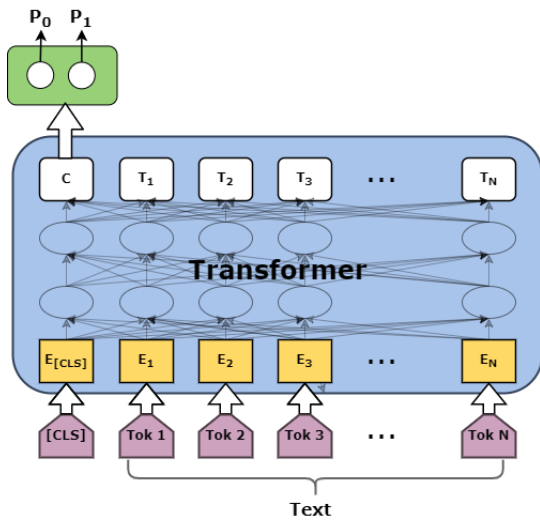 P0 P1
C T1 T2 T3 ... TN
Transformer
E[CLS] E1 E2 E3 ... EN
[CLS] Tok 1 Tok 2 Tok 3 ... Tok N
Text